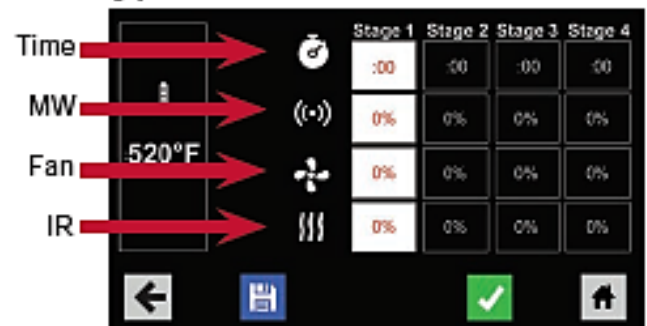 Stage 1 Stage 2 Stage 3 Stage 4
Time :00 :00 :00 :00
MW 0% 0% 0% 0%
520°F
Fan 0% 0% 0% 0%
IR 0% 0% 0% 0%